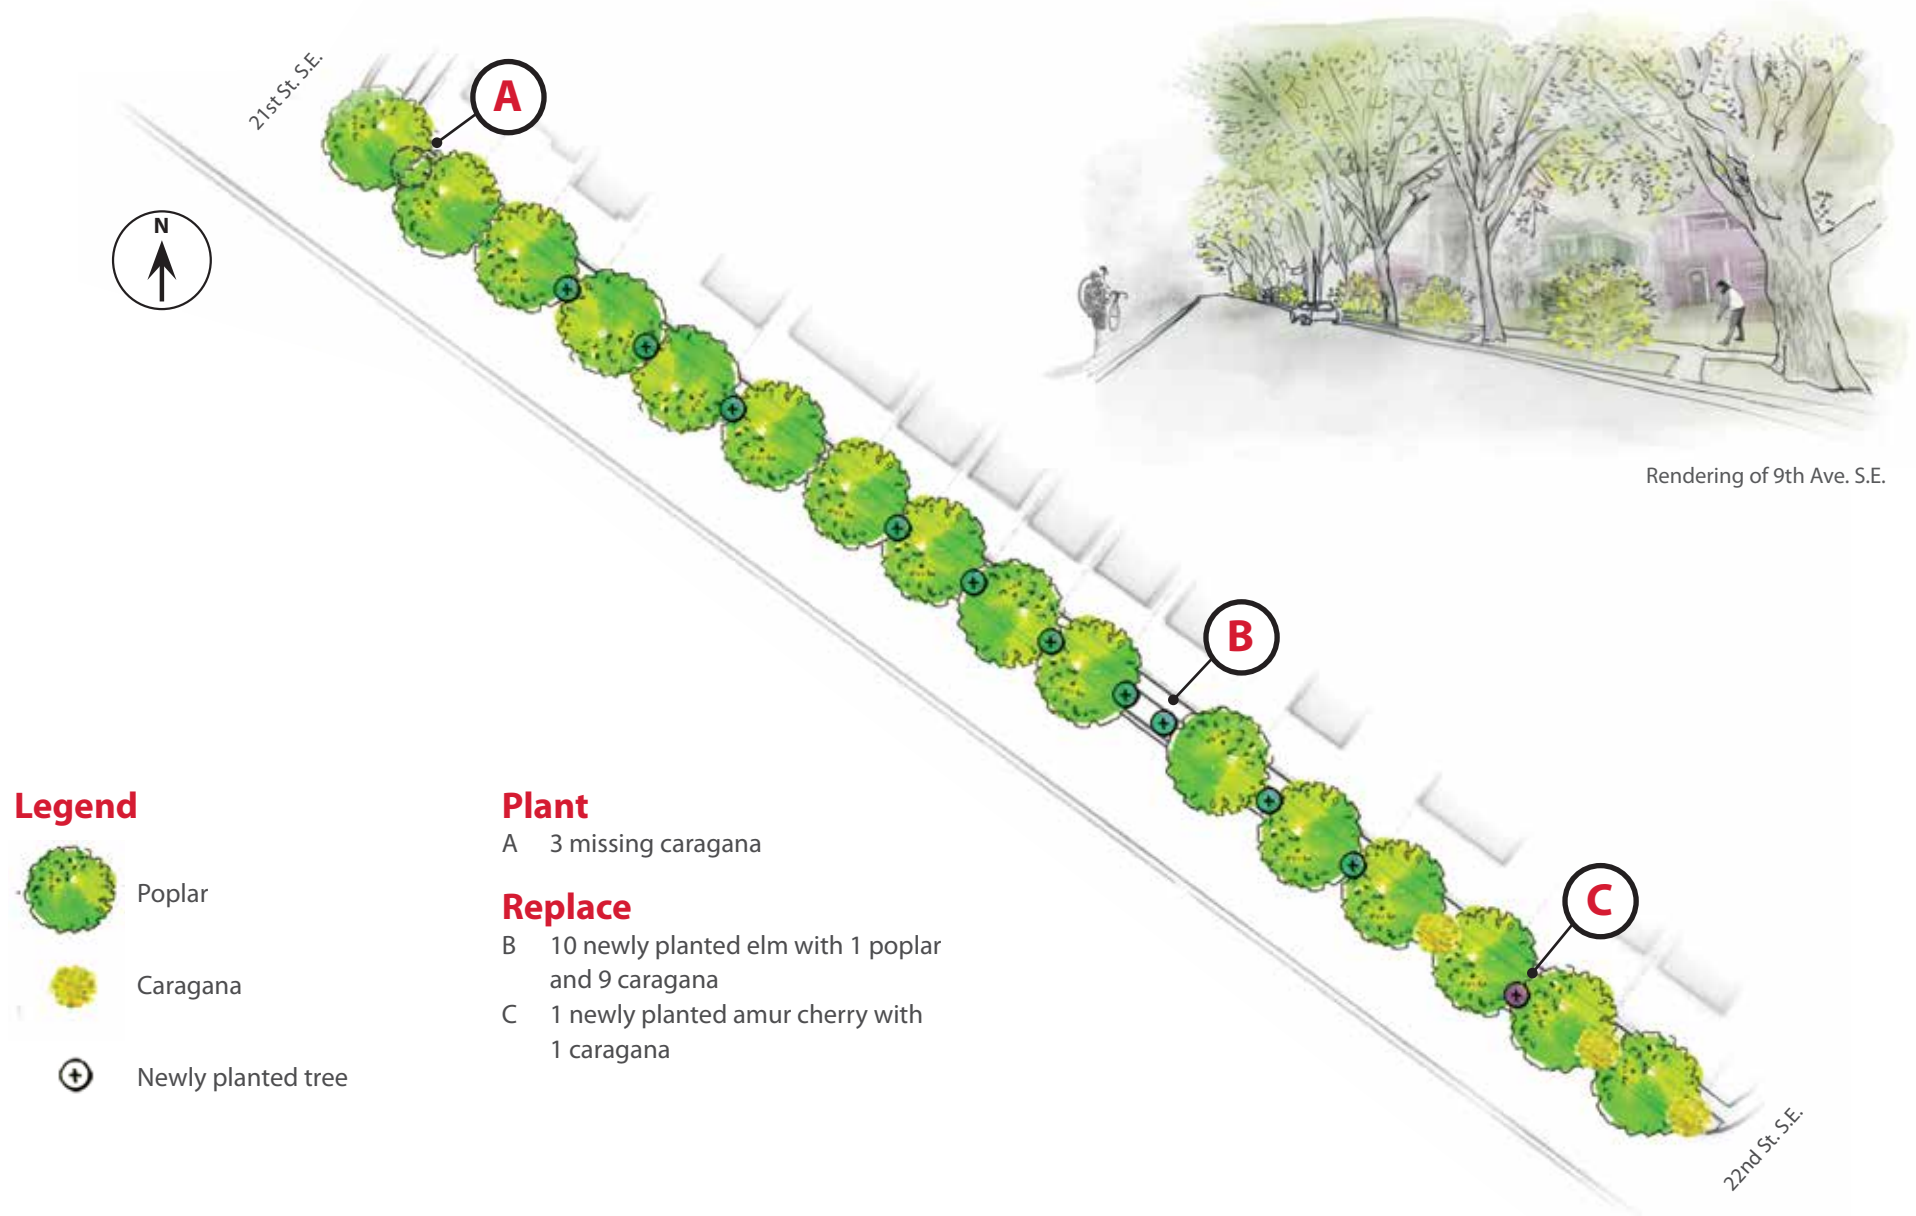 21st St. S.E.
A
N
Rendering of 9th Ave. S.E.
B
C
22nd St. S.E.
Legend
Poplar
Caragana
Newly planted tree
Plant
A 3 missing caragana
Replace
B 10 newly planted elm with 1 poplar
and 9 caragana
C 1 newly planted amur cherry with
1 caragana